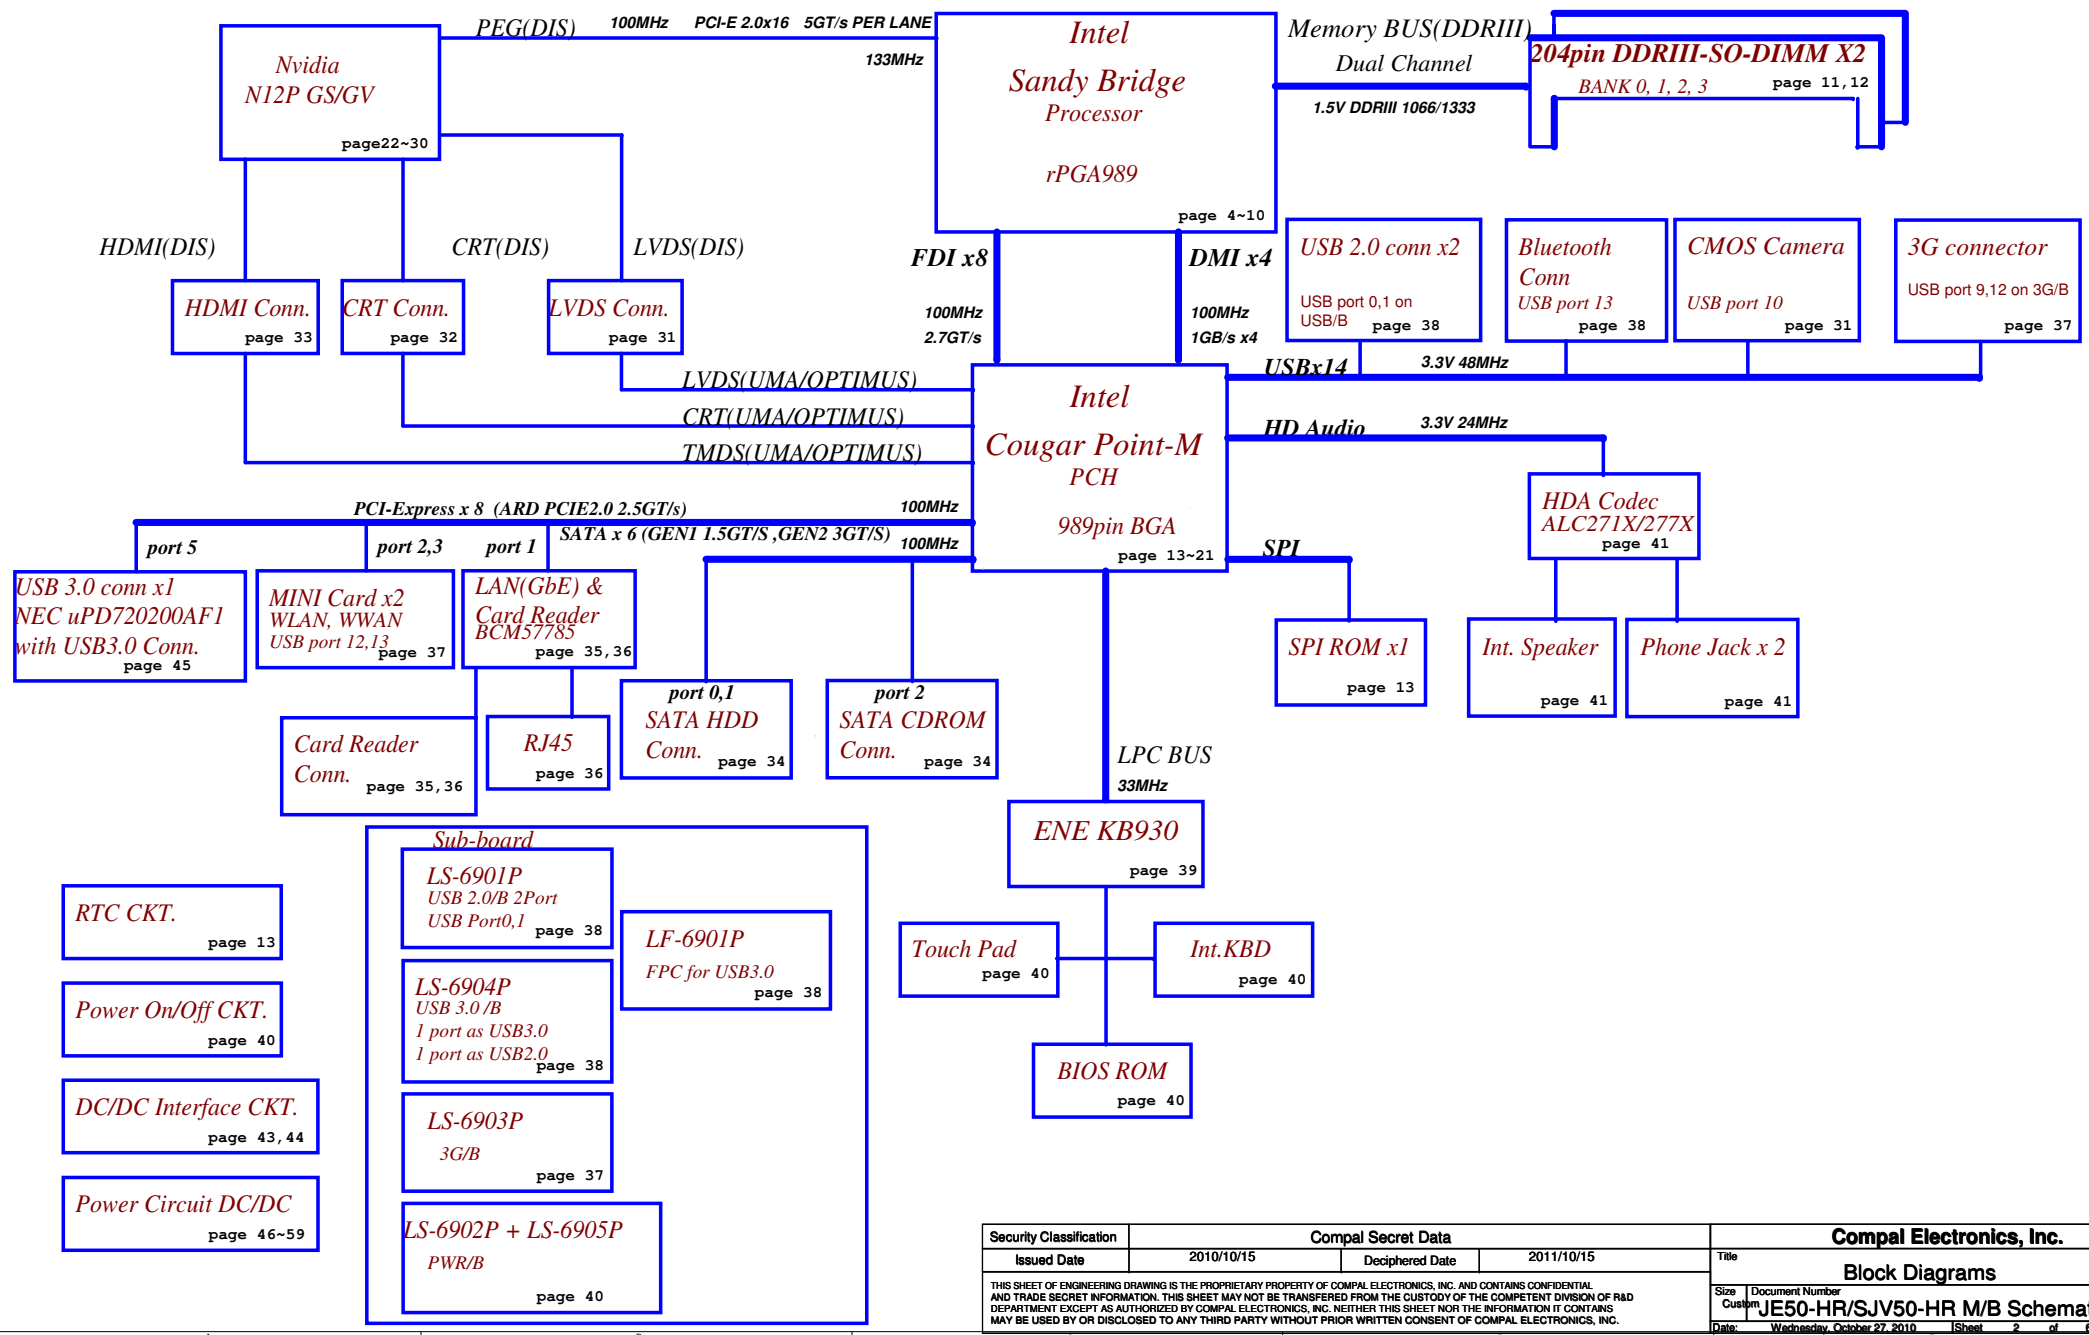 PEG(DIS)
100MHz PCI-E 2.0x16 5GT/s PER LANE
133MHz
Nvidia
N12P GS/GV
page22~30
Intel
Sandy Bridge
Processor
rPGA989
page 4~10
Memory BUS(DDRIII)
Dual Channel
1.5V DDRIII 1066/1333
204pin DDRIII-SO-DIMM X2
BANK 0, 1, 2, 3
page 11,12
HDMI(DIS)
CRT(DIS)
LVDS(DIS)
HDMI Conn.
page 33
CRT Conn.
page 32
LVDS Conn.
page 31
FDI x8
100MHz
2.7GT/s
DMI x4
100MHz
1GB/s x4
USB 2.0 conn x2
USB port 0,1 on
USB/B
page 38
Bluetooth
Conn
USB port 13
page 38
CMOS Camera
USB port 10
page 31
3G connector
USB port 9,12 on 3G/B
page 37
LVDS(UMA/OPTIMUS)
CRT(UMA/OPTIMUS)
TMDS(UMA/OPTIMUS)
Intel
Cougar Point-M
PCH
989pin BGA
page 13~21
USBx14
3.3V 48MHz
HD Audio
3.3V 24MHz
HDA Codec
ALC271X/277X
page 41
SPI
SPI ROM x1
page 13
Int. Speaker
page 41
Phone Jack x 2
page 41
PCI-Express x 8 (ARD PCIE2.0 2.5GT/s)
100MHz
SATA x 6 (GEN1 1.5GT/S ,GEN2 3GT/S)
100MHz
port 5
port 2,3
port 1
USB 3.0 conn x1
NEC uPD720200AF1
with USB3.0 Conn.
page 45
MINI Card x2
WLAN, WWAN
USB port 12,13
page 37
LAN(GbE) &
Card Reader
BCM57785
page 35,36
Card Reader
Conn.
page 35,36
RJ45
page 36
port 0,1
SATA HDD
Conn.
page 34
port 2
SATA CDROM
Conn.
page 34
LPC BUS
33MHz
ENE KB930
page 39
Touch Pad
page 40
Int.KBD
page 40
BIOS ROM
page 40
RTC CKT.
page 13
Power On/Off CKT.
page 40
DC/DC Interface CKT.
page 43,44
Power Circuit DC/DC
page 46~59
Sub-board
LS-6901P
USB 2.0/B 2Port
USB Port0,1
page 38
LF-6901P
FPC for USB3.0
page 38
LS-6904P
USB 3.0 /B
1 port as USB3.0
1 port as USB2.0
page 38
LS-6903P
3G/B
page 37
LS-6902P + LS-6905P
PWR/B
page 40
Security Classification
Compal Secret Data
Issued Date
2010/10/15
Deciphered Date
2011/10/15
THIS SHEET OF ENGINEERING DRAWING IS THE PROPRIETARY PROPERTY OF COMPAL ELECTRONICS, INC. AND CONTAINS CONFIDENTIAL
AND TRADE SECRET INFORMATION. THIS SHEET MAY NOT BE TRANSFERED FROM THE CUSTODY OF THE COMPETENT DIVISION OF R&D
DEPARTMENT EXCEPT AS AUTHORIZED BY COMPAL ELECTRONICS, INC. NEITHER THIS SHEET NOR THE INFORMATION IT CONTAINS
MAY BE USED BY OR DISCLOSED TO ANY THIRD PARTY WITHOUT PRIOR WRITTEN CONSENT OF COMPAL ELECTRONICS, INC.
Compal Electronics, Inc.
Title
Block Diagrams
Size
Document Number
Custom
JE50-HR/SJV50-HR M/B Schemat
Date:
Wednesday, October 27, 2010
Sheet 2 of